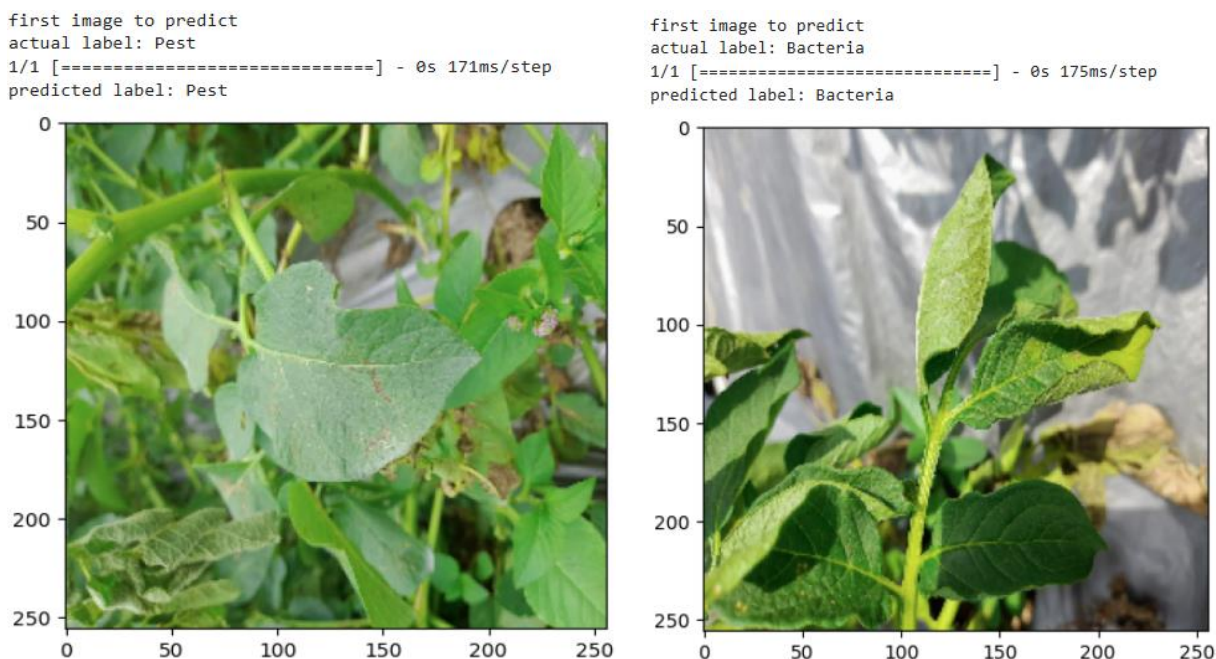 first image to predict
actual label: Pest
1/1 [==============================] - 0s 171ms/step
predicted label: Pest
0
50
100
150
200
250
0 50 100 150 200 250
first image to predict
actual label: Bacteria
1/1 [==============================] - 0s 175ms/step
predicted label: Bacteria
0
50
100
150
200
250
0 50 100 150 200 250